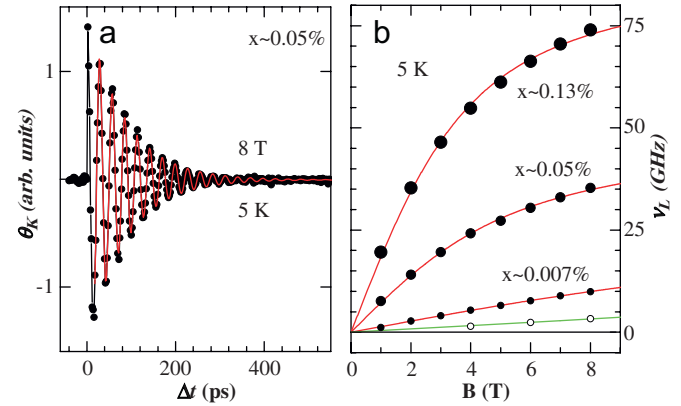 a
x~0.05%
1
8 T
θK (arb. units)
5 K
-1
0
200
400
Δt (ps)
b
75
5 K
x~0.13%
50
x~0.05%
νL (GHz)
25
x~0.007%
0
0
2
4
6
8
B (T)